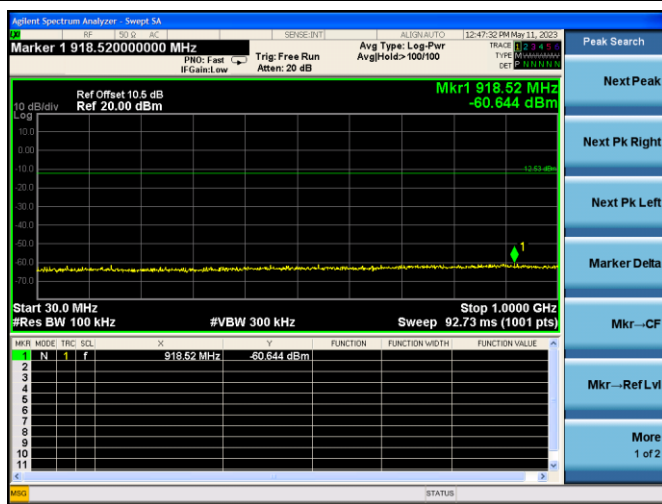 Agilent Spectrum Analyzer - Swept SA
RF 50 Ω AC SENSE:INT ALIGN AUTO 12:47:32 PM May 11, 2023
Marker 1 918.520000000 MHz
PNO: Fast
IFGain:Low
Trig: Free Run
Atten: 20 dB
Avg Type: Log-Pwr
Avg|Hold:> 100/100
TRACE 1 2 3 4 5 6
TYPE
DET P N N N N N
Mkr1 918.52 MHz
-60.644 dBm
Ref Offset 10.5 dB
10 dB/div Ref 20.00 dBm
Log
10.0
0.00
-10.0
-12.53 dBm
-20.0
-30.0
-40.0
-50.0
1
-60.0
-70.0
Start 30.0 MHz Stop 1.0000 GHz
#Res BW 100 kHz #VBW 300 kHz Sweep 92.73 ms (1001 pts)
MKR MODE TRC SCL X Y FUNCTION FUNCTION WIDTH FUNCTION VALUE
1 N 1 f 918.52 MHz -60.644 dBm
2
3
4
5
6
7
8
9
10
11
MSG STATUS
Peak Search
Next Peak
Next Pk Right
Next Pk Left
Marker Delta
Mkr→CF
Mkr→Ref Lvl
More
1 of 2